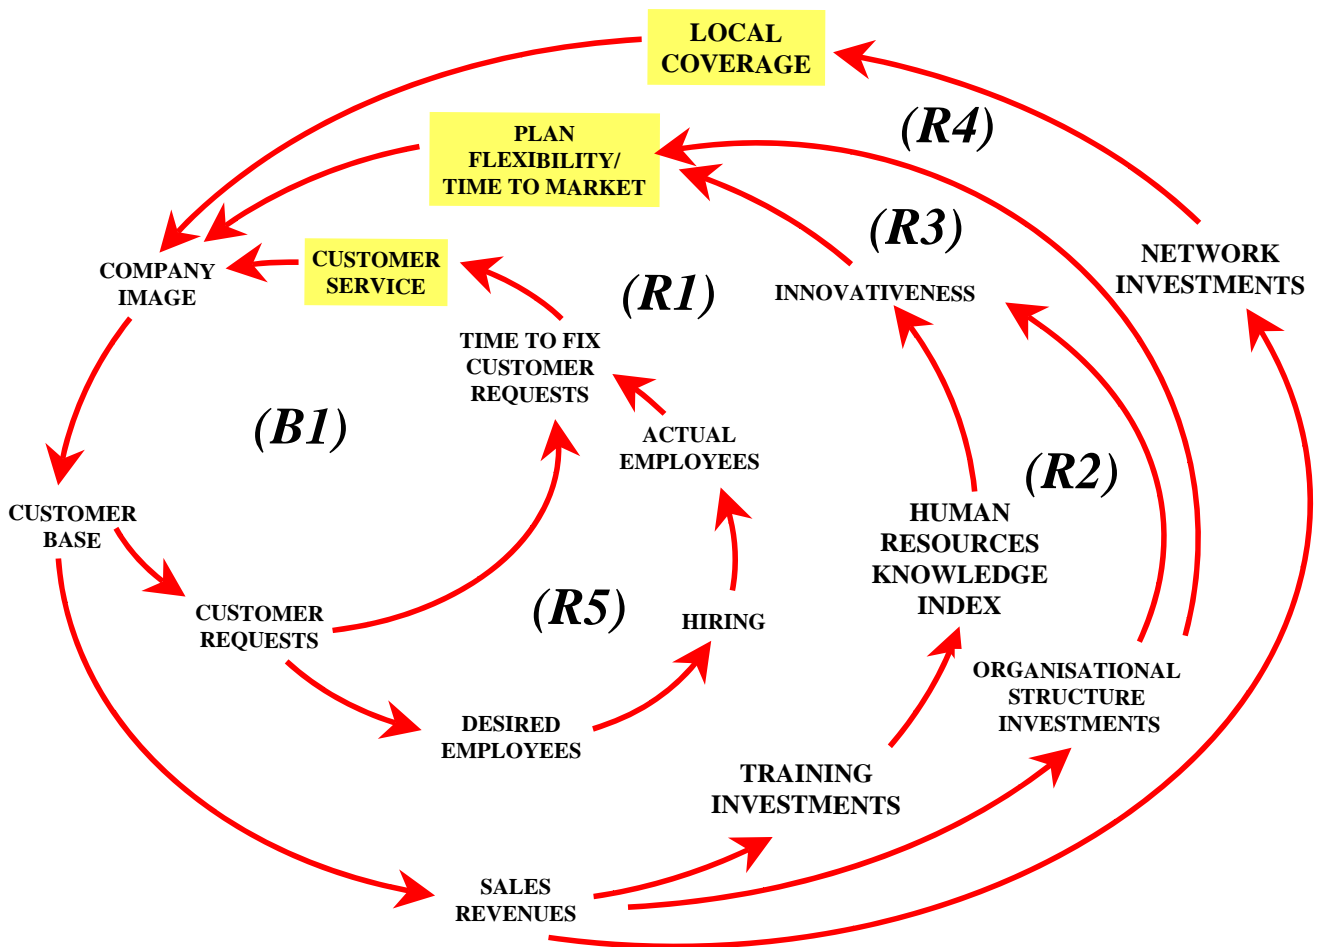 LOCAL
COVERAGE
(R4)
PLAN
FLEXIBILITY/
TIME TO MARKET
(R3)
NETWORK
INVESTMENTS
CUSTOMER
SERVICE
COMPANY
IMAGE
(R1)
INNOVATIVENESS
TIME TO FIX
CUSTOMER
REQUESTS
(B1)
ACTUAL
EMPLOYEES
(R2)
CUSTOMER
BASE
HUMAN
RESOURCES
KNOWLEDGE
INDEX
CUSTOMER
REQUESTS
(R5)
HIRING
ORGANISATIONAL
STRUCTURE
INVESTMENTS
DESIRED
EMPLOYEES
TRAINING
INVESTMENTS
SALES
REVENUES